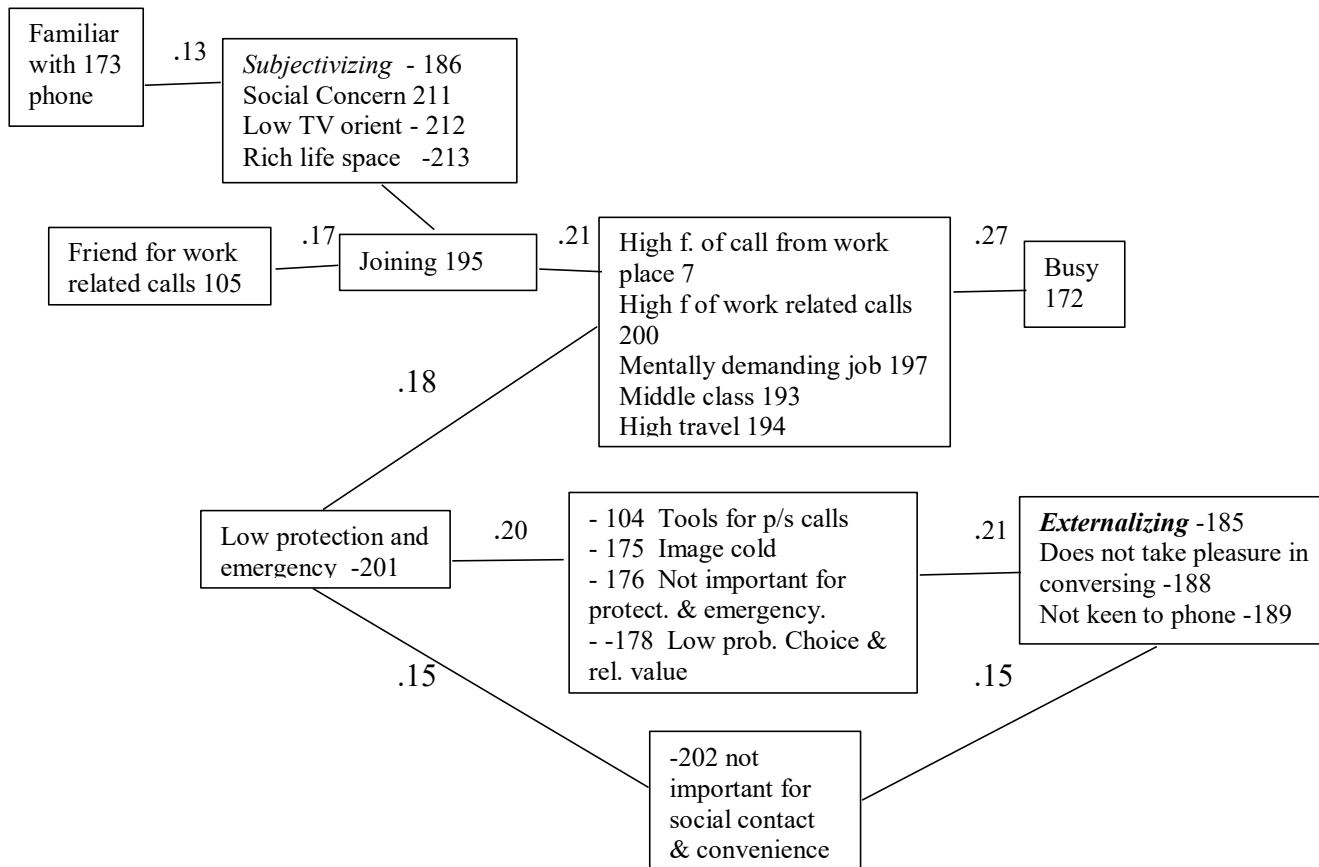 Familiar
with 173
phone
.13
Subjectivizing - 186
Social Concern 211
Low TV orient - 212
Rich life space -213
Friend for work
related calls 105
.17
Joining 195
.21
High f. of call from work
place 7
High f of work related calls
200
Mentally demanding job 197
Middle class 193
High travel 194
.27
Busy
172
.18
Low protection and
emergency -201
.20
- 104 Tools for p/s calls
- 175 Image cold
- 176 Not important for
protect. & emergency.
- -178 Low prob. Choice &
rel. value
.21
Externalizing -185
Does not take pleasure in
conversing -188
Not keen to phone -189
.15
.15
-202 not
important for
social contact
& convenience